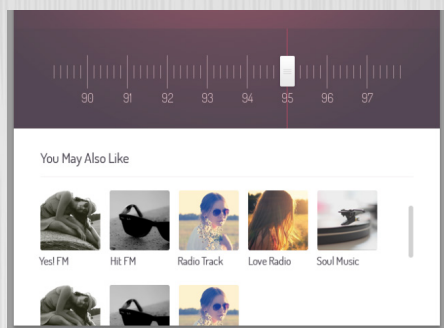 90 91 92 93 94 95 96 97
You May Also Like
Yes! FM Hit FM Radio Track Love Radio Soul Music